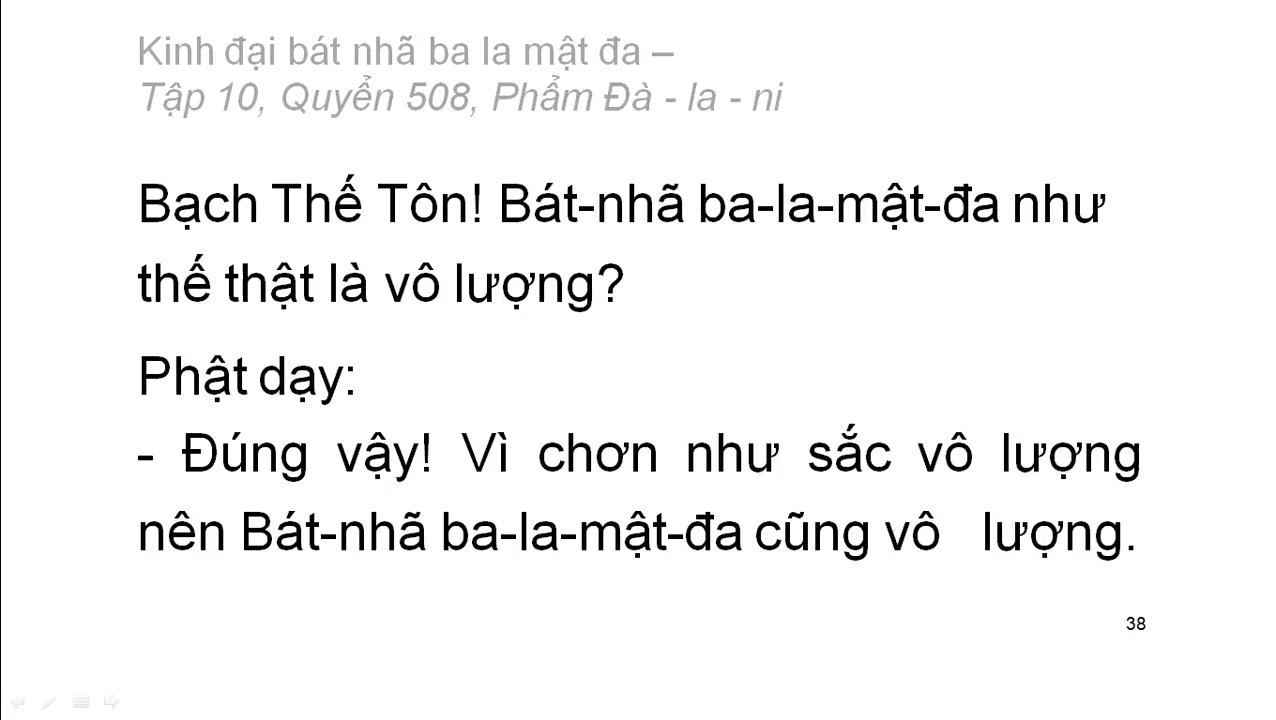 Kinh đại bát nhã ba la mật đa –
Tập 10, Quyển 508, Phẩm Đà - la - ni
Bạch Thế Tôn! Bát-nhã ba-la-mật-đa như
thế thật là vô lượng?
Phật dạy:
- Đúng vậy! Vì chơn như sắc vô lượng
nên Bát-nhã ba-la-mật-đa cũng vô lượng.
38